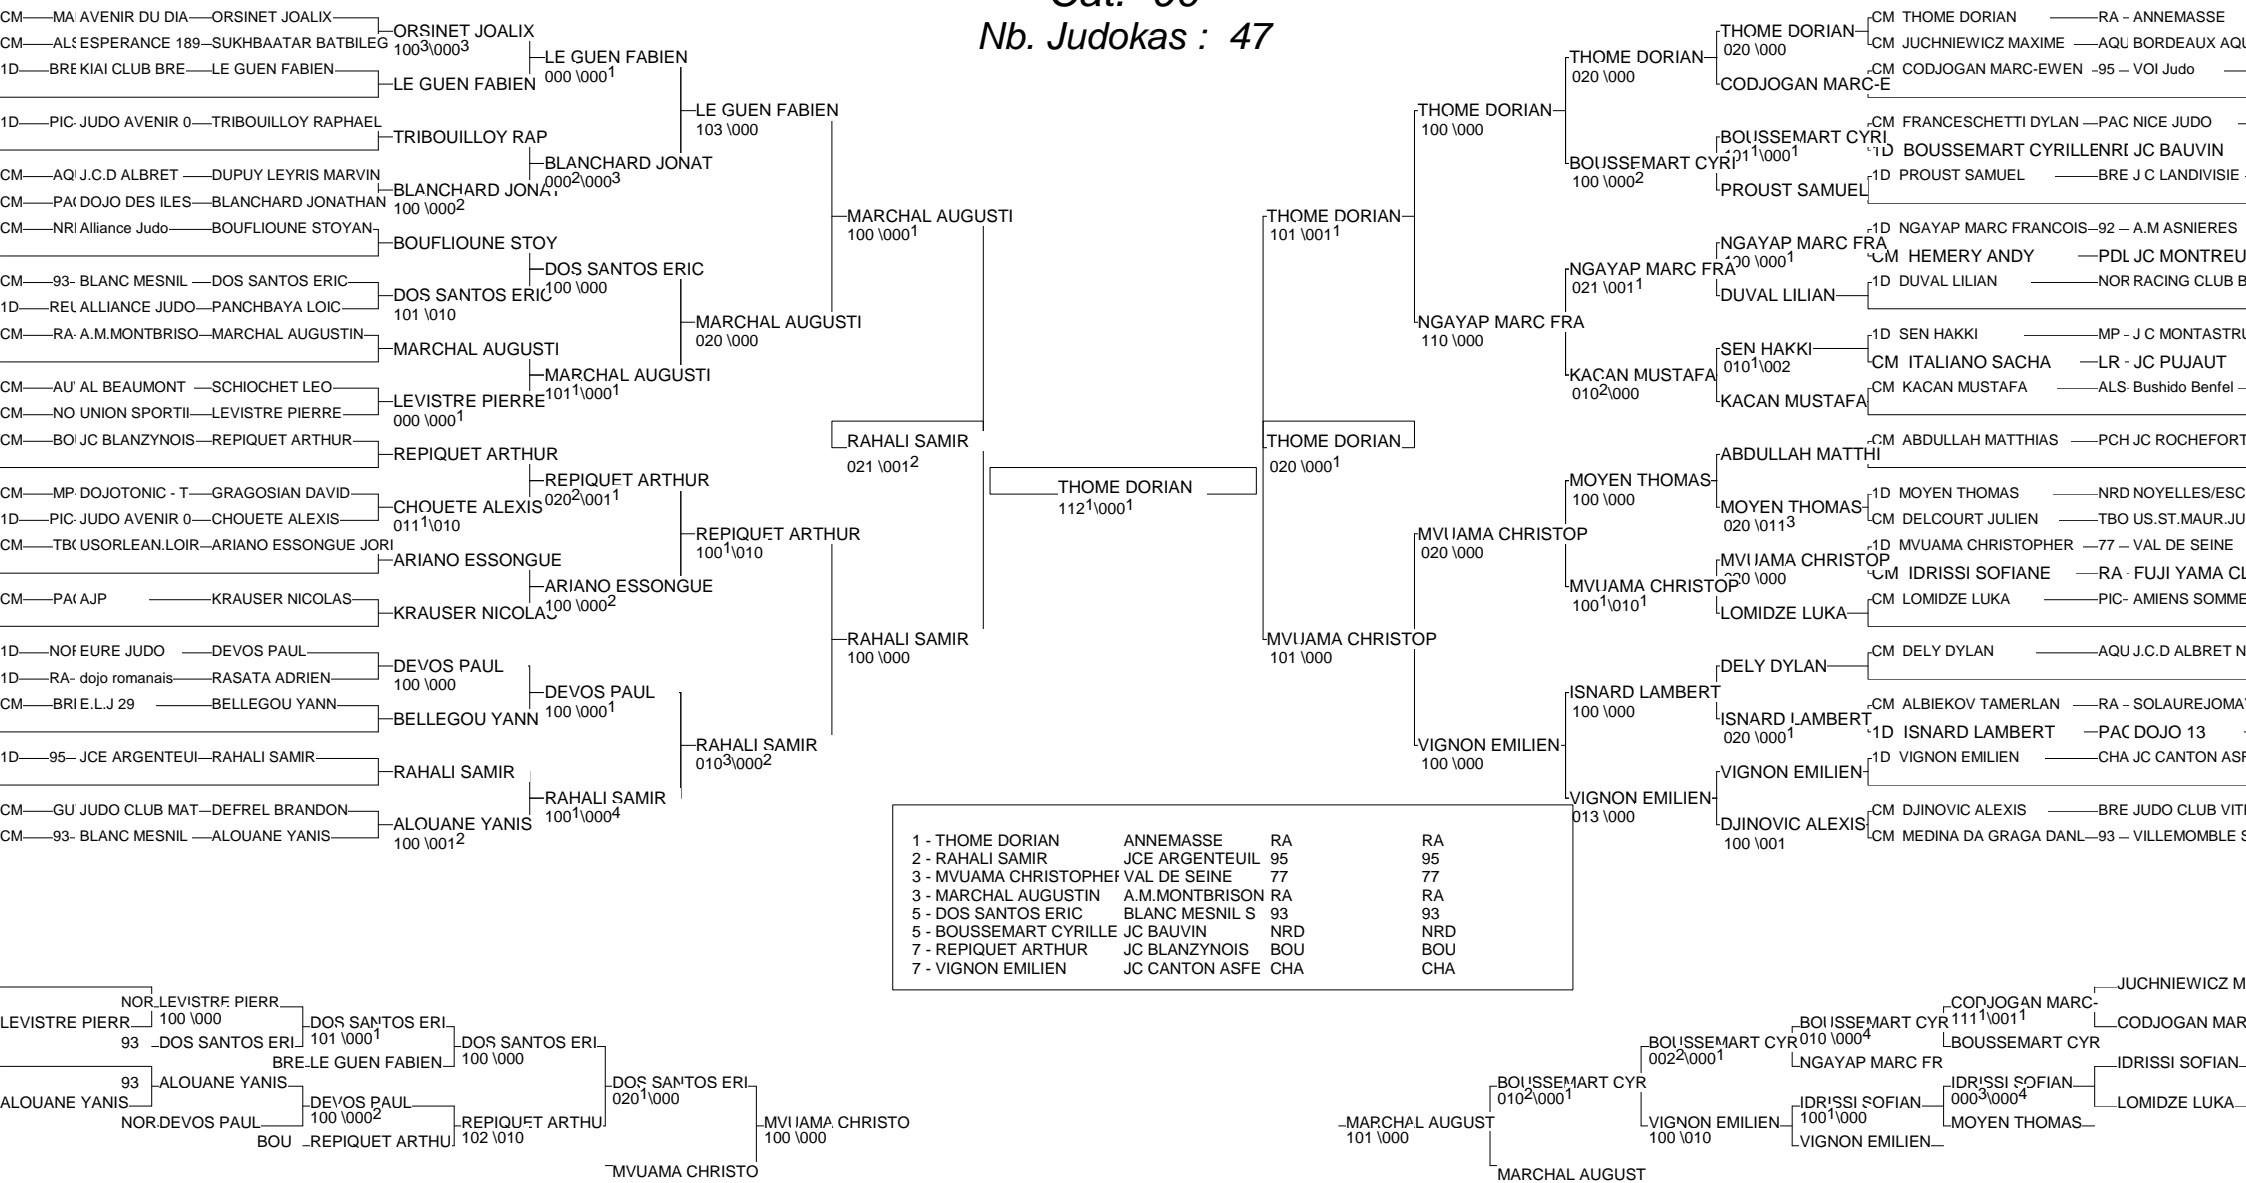 Nb. Judokas : 47
CM MA AVENIR DU DIA ORSINET JOALIX
CM ALS ESPERANCE 189 SUKHBAATAR BATBILEG
1D BRE KIAI CLUB BRE LE GUEN FABIEN
1D PIC JUDO AVENIR 0 TRIBOUILLOY RAPHAEL
CM AQ J.C.D ALBRET DUPUY LEYRIS MARVIN
CM PA DOJO DES ILES BLANCHARD JONATHAN
CM NR Alliance Judo BOUFLIOUNE STOYAN
CM 93 BLANC MESNIL DOS SANTOS ERIC
1D REU ALLIANCE JUDO PANCHBAYA LOIC
CM RA A.M.MONTBRISO MARCHAL AUGUSTIN
CM AU AL BEAUMONT SCHIOCHET LEO
CM NO UNION SPORTII LEVISTRE PIERRE
CM BO JC BLANZYNOIS REPIQUET ARTHUR
CM MP DOJOTONIC - T GRAGOSIAN DAVID
1D PIC JUDO AVENIR 0 CHOUETE ALEXIS
CM TBO USORLEAN.LOIR ARIANO ESSONGUE JORI
CM PA AJP KRAUSER NICOLAS
1D NOR EURE JUDO DEVOS PAUL
1D RA dojo romanais RASATA ADRIEN
CM BRE E.L.J 29 BELLEGOU YANN
1D 95 JCE ARGENTEUI RAHALI SAMIR
CM GU JUDO CLUB MAT DEFREL BRANDON
CM 93 BLANC MESNIL ALOUANE YANIS
ORSINET JOALIX
100³\000³
LE GUEN FABIEN
TRIBOUILLOY RAP
BLANCHARD JONAT
100 \000²
BOUFLIOUNE STOY
DOS SANTOS ERIC
101 \010
MARCHAL AUGUSTI
LEVISTRE PIERRE
000 \000¹
REPIQUET ARTHUR
CHOUETE ALEXIS
011¹\010
ARIANO ESSONGUE
KRAUSER NICOLAS
DEVOS PAUL
100 \000
BELLEGOU YANN
RAHALI SAMIR
ALOUANE YANIS
100 \001²
LE GUEN FABIEN
000 \000¹
BLANCHARD JONAT
000²\000³
DOS SANTOS ERIC
100 \000
MARCHAL AUGUSTI
101¹\000¹
REPIQUET ARTHUR
020²\001¹
ARIANO ESSONGUE
100 \000²
DEVOS PAUL
100 \000¹
RAHALI SAMIR
100¹\000⁴
LE GUEN FABIEN
103 \000
MARCHAL AUGUSTI
020 \000
REPIQUET ARTHUR
100¹\010
RAHALI SAMIR
010³\000²
MARCHAL AUGUSTI
100 \000¹
RAHALI SAMIR
100 \000
RAHALI SAMIR
021 \001²
THOME DORIAN
112¹\000¹
THOME DORIAN
020 \000¹
THOME DORIAN
101 \001¹
MVUAMA CHRISTOP
101 \000
THOME DORIAN
100 \000
NGAYAP MARC FRA
110 \000
MVUAMA CHRISTOP
020 \000
VIGNON EMILIEN
100 \000
THOME DORIAN
020 \000
BOUSSEMART CYRI
100 \000²
NGAYAP MARC FRA
021 \001¹
KACAN MUSTAFA
010²\000
MOYEN THOMAS
100 \000
MVUAMA CHRISTOP
100¹\010¹
ISNARD LAMBERT
100 \000
VIGNON EMILIEN
013 \000
THOME DORIAN
020 \000
CODJOGAN MARC-E
BOUSSEMART CYRI
101¹\000¹
PROUST SAMUEL
NGAYAP MARC FRA
100 \000¹
DUVAL LILIAN
SEN HAKKI
010¹\002
KACAN MUSTAFA
ABDULLAH MATTHI
MOYEN THOMAS
020 \011³
MVUAMA CHRISTOP
020 \000
LOMIDZE LUKA
DELY DYLAN
ISNARD LAMBERT
020 \000¹
VIGNON EMILIEN
DJINOVIC ALEXIS
100 \001
CM THOME DORIAN RA - ANNEMASSE
CM JUCHNIEWICZ MAXIME AQU BORDEAUX AQU
CM CODJOGAN MARC-EWEN 95 VOI Judo
CM FRANCESCHETTI DYLAN PAC NICE JUDO
1D BOUSSEMART CYRILLE NRD JC BAUVIN
1D PROUST SAMUEL BRE J C LANDIVISIE
1D NGAYAP MARC FRANCOIS 92 A.M ASNIERES
CM HEMERY ANDY PDL JC MONTREU
1D DUVAL LILIAN NOR RACING CLUB B
1D SEN HAKKI MP - J C MONTASTRU
CM ITALIANO SACHA LR - JC PUJAUT
CM KACAN MUSTAFA ALS Bushido Benfel
CM ABDULLAH MATTHIAS PCH JC ROCHEFORT
1D MOYEN THOMAS NRD NOYELLES/ESC
CM DELCOURT JULIEN TBO US.ST.MAUR.JU
1D MVUAMA CHRISTOPHER 77 VAL DE SEINE
CM IDRISSI SOFIANE RA - FUJI YAMA CL
CM LOMIDZE LUKA PIC AMIENS SOMME
CM DELY DYLAN AQU J.C.D ALBRET N
CM ALBIEKOV TAMERLAN RA - SOLAUREJOMA
1D ISNARD LAMBERT PAC DOJO 13
1D VIGNON EMILIEN CHA JC CANTON ASF
CM DJINOVIC ALEXIS BRE JUDO CLUB VIT
CM MEDINA DA GRAGA DANL 93 VILLEMOMBLE S
1 - THOME DORIAN ANNEMASSE RA RA
2 - RAHALI SAMIR JCE ARGENTEUIL 95 95
3 - MVUAMA CHRISTOPHER VAL DE SEINE 77 77
3 - MARCHAL AUGUSTIN A.M.MONTBRISON RA RA
5 - DOS SANTOS ERIC BLANC MESNIL S 93 93
5 - BOUSSEMART CYRILLE JC BAUVIN NRD NRD
7 - REPIQUET ARTHUR JC BLANZYNOIS BOU BOU
7 - VIGNON EMILIEN JC CANTON ASFE CHA CHA
LEVISTRE PIERR
ALOUANE YANIS
NOR LEVISTRE PIERR
100 \000
93 DOS SANTOS ERI
93 ALOUANE YANIS
NOR DEVOS PAUL
DOS SANTOS ERI
101 \000¹
BRE LE GUEN FABIEN
DEVOS PAUL
100 \000²
BOU REPIQUET ARTHU
DOS SANTOS ERI
100 \000
REPIQUET ARTHU
102 \010
DOS SANTOS ERI
020¹\000
MVUAMA CHRISTO
MVUAMA CHRISTO
100 \000
MARCHAL AUGUST
101 \000
BOUSSEMART CYR
010²\000¹
MARCHAL AUGUST
BOUSSEMART CYR
002²\000¹
VIGNON EMILIEN
100 \010
BOUSSEMART CYR
010 \000⁴
NGAYAP MARC FR
IDRISSI SOFIAN
100¹\000
VIGNON EMILIEN
CODJOGAN MARC-
111¹\001¹
BOUSSEMART CYR
IDRISSI SOFIAN
000³\000⁴
MOYEN THOMAS
JUCHNIEWICZ M
CODJOGAN MAR
IDRISSI SOFIAN
LOMIDZE LUKA